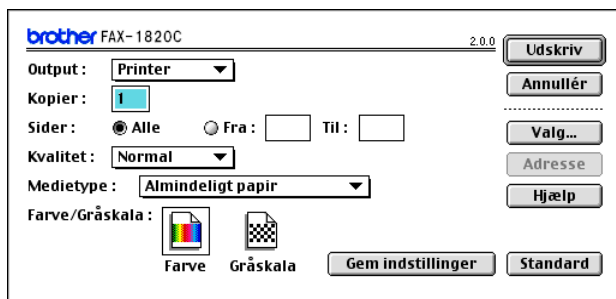 brother FAX-1820C 2.0.0
Udskriv
Output : Printer
Annullér
Kopier : 1
Sider : Alle Fra : Til :
Valg...
Kvalitet : Normal
Adresse
Medietype : Almindeligt papir
Hjælp
Farve/Gråskala :
Farve Gråskala
Gem indstillinger
Standard